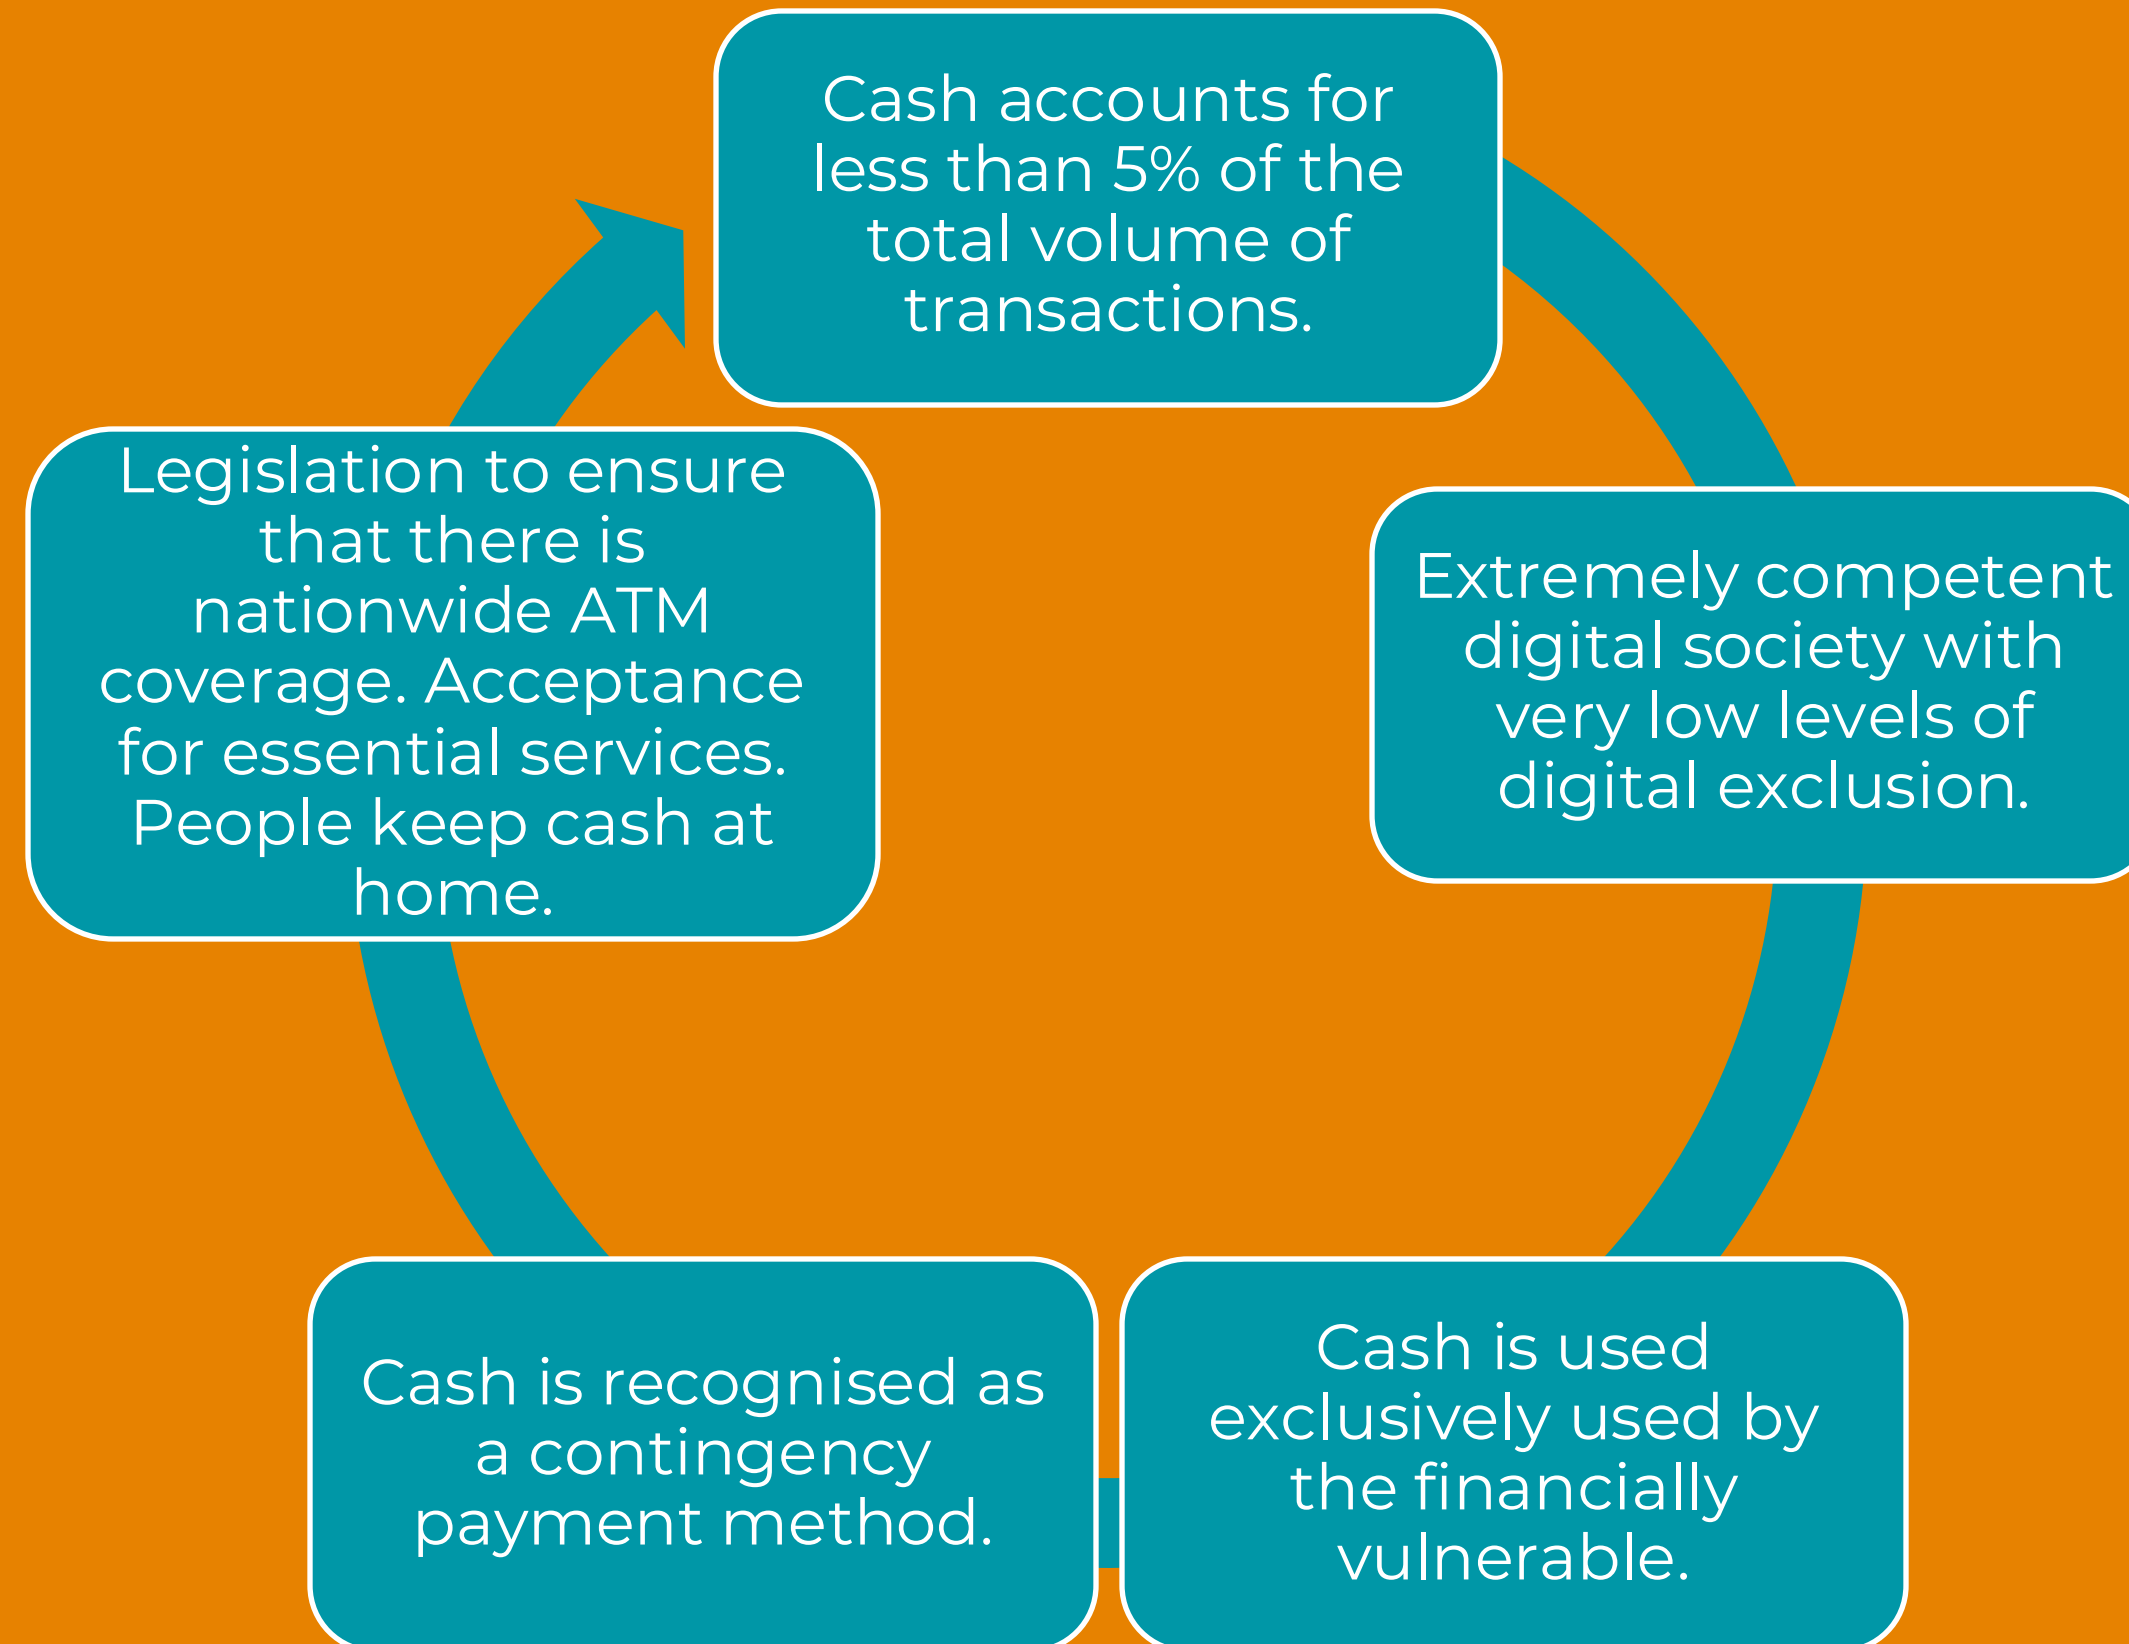 Cash accounts for
less than 5% of the
total volume of
transactions.
Extremely competent
digital society with
very low levels of
digital exclusion.
Cash is used
exclusively used by
the financially
vulnerable.
Cash is recognised as
a contingency
payment method.
Legislation to ensure
that there is
nationwide ATM
coverage. Acceptance
for essential services.
People keep cash at
home.